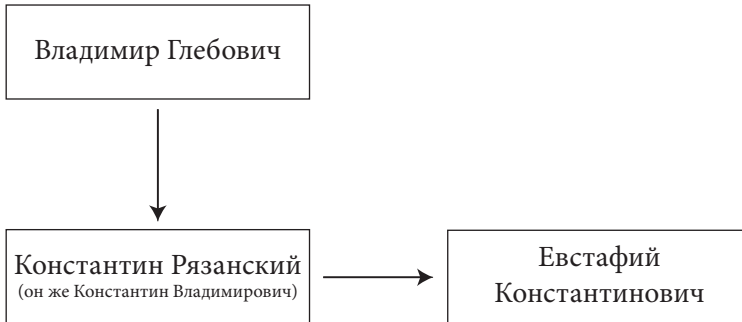 Владимир Глебович
Константин Рязанский
(он же Константин Владимирович)
Евстафий
Константинович